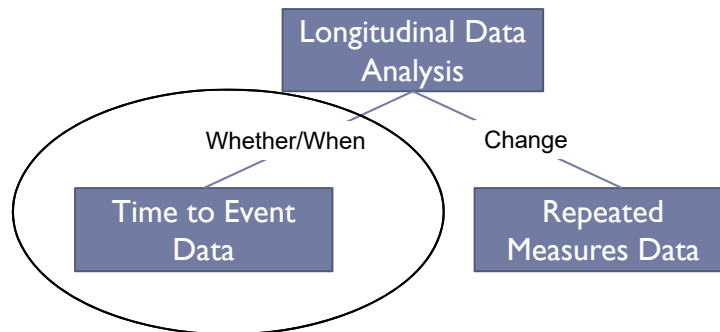 Longitudinal Data
Analysis
Whether/When
Change
Time to Event
Data
Repeated
Measures Data